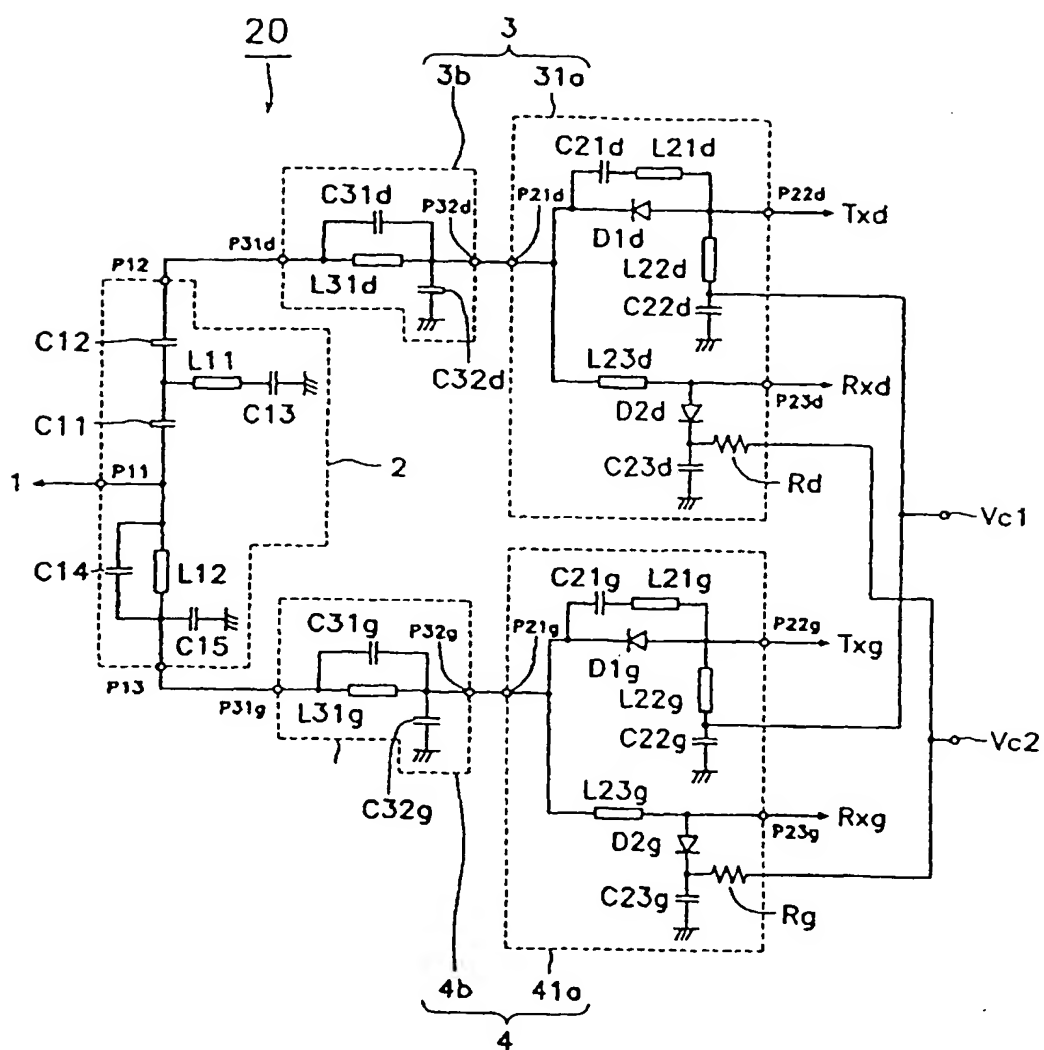 20
3
3b 31a
C21d L21d
C31d P32d P21d P22d
Txd
D1d
P31d
P12
L31d
L22d
C22d
C12
L11
C32d
L23d
Rxd
P23d
C13
D2d
C11
2
C23d
Rd
1
P11
Vc1
C14
L12
C21g L21g
C15
C31g P32g P21g P22g
Txg
D1g
P13
P31g
L31g
L22g
C22g
Vc2
C32g
L23g
Rxg
P23g
D2g
C23g
Rg
4b 41a
4